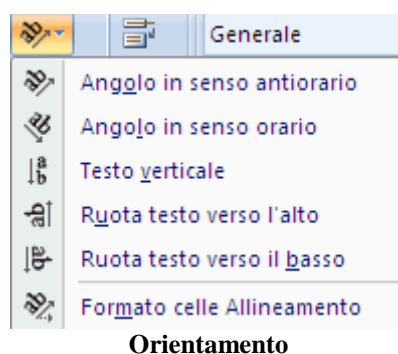 Generale
Angolo in senso antiorario
Angolo in senso orario
Testo verticale
Ruota testo verso l'alto
Ruota testo verso il basso
Formato celle Allineamento
Orientamento